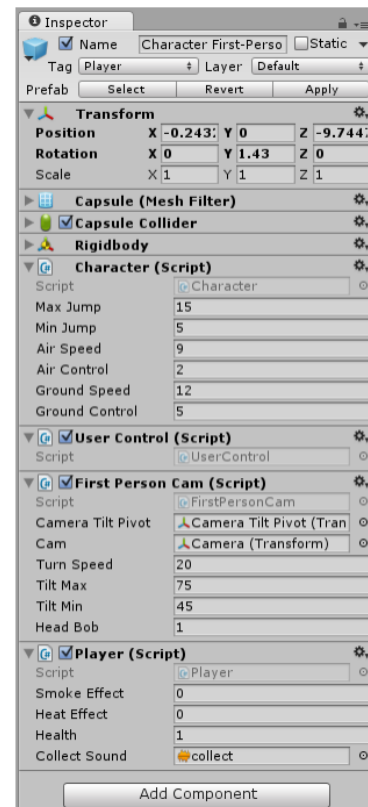 Inspector
Name Character First-Perso Static
Tag Player Layer Default
Prefab Select Revert Apply
Transform
Position X -0.243 Y 0 Z -9.744
Rotation X 0 Y 1.43 Z 0
Scale X 1 Y 1 Z 1
Capsule (Mesh Filter)
Capsule Collider
Rigidbody
Character (Script)
Script Character
Max Jump 15
Min Jump 5
Air Speed 9
Air Control 2
Ground Speed 12
Ground Control 5
User Control (Script)
Script UserControl
First Person Cam (Script)
Script FirstPersonCam
Camera Tilt Pivot Camera Tilt Pivot (Tran
Cam Camera (Transform)
Turn Speed 20
Tilt Max 75
Tilt Min 45
Head Bob 1
Player (Script)
Script Player
Smoke Effect 0
Heat Effect 0
Health 1
Collect Sound collect
Add Component